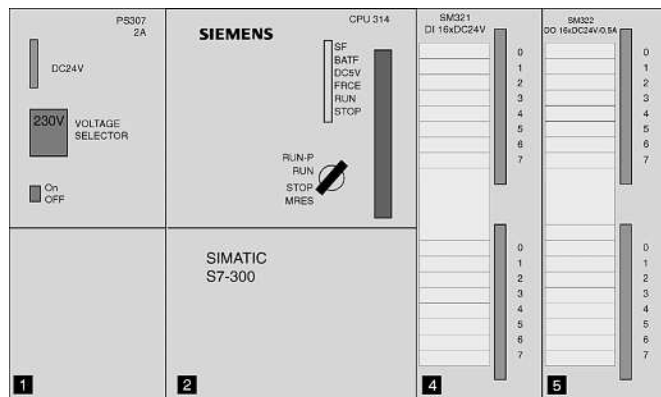 PS307
2A
DC24V
230V
VOLTAGE
SELECTOR
On
OFF
1
SIEMENS
CPU 314
SF
BATF
DC5V
FRCE
RUN
STOP
RUN-P
RUN
STOP
MRES
SIMATIC
S7-300
2
SM321
DI 16xDC24V
0
1
2
3
4
5
6
7
0
1
2
3
4
5
6
7
4
SM322
DO 16xDC24V/0,5A
0
1
2
3
4
5
6
7
0
1
2
3
4
5
6
7
5